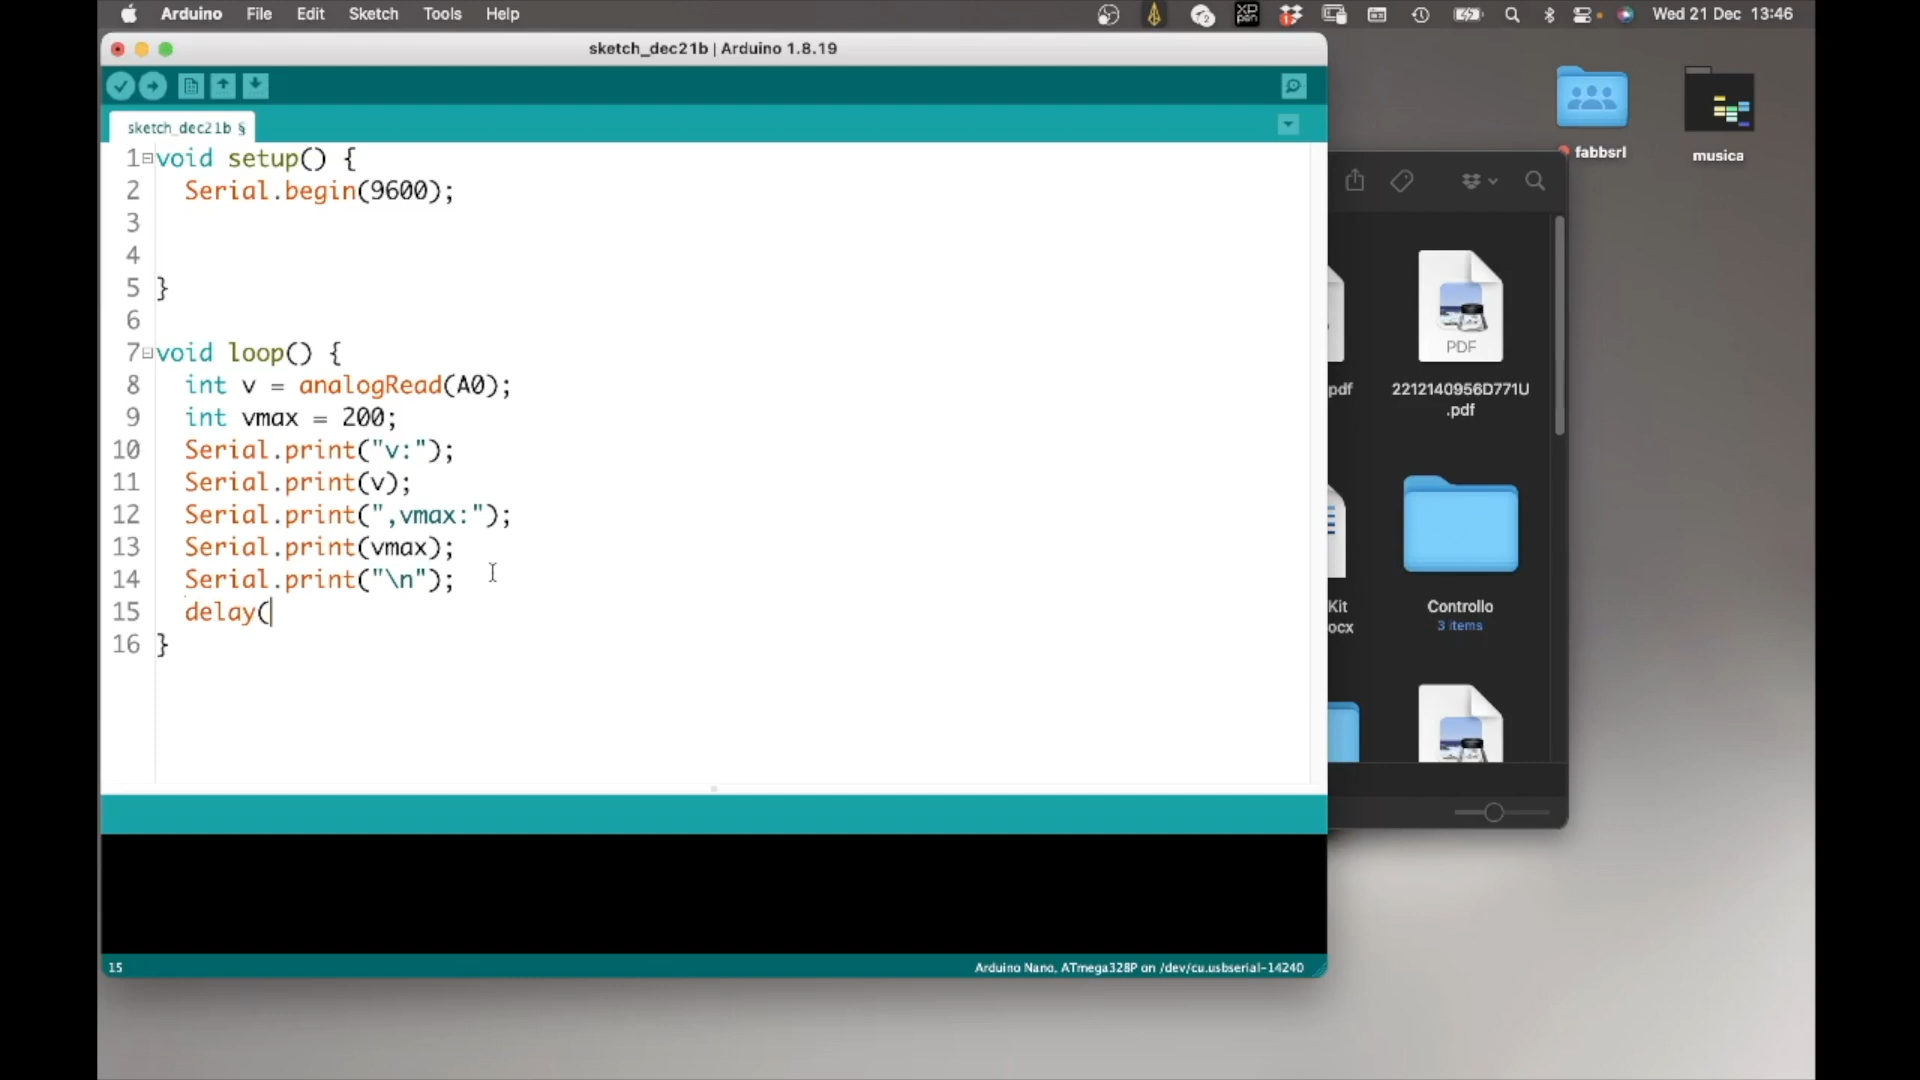 Arduino File Edit Sketch Tools Help
Wed 21 Dec 13:46
sketch_dec21b | Arduino 1.8.19
sketch_dec21b §
1 void setup() {
2 Serial.begin(9600);
3
4
5 }
6
7 void loop() {
8 int v = analogRead(A0);
9 int vmax = 200;
10 Serial.print("v:");
11 Serial.print(v);
12 Serial.print(",vmax:");
13 Serial.print(vmax);
14 Serial.print("\n");
15 delay(
16 }
15
Arduino Nano, ATmega328P on /dev/cu.usbserial-14240
fabbsrl
musica
XP
pen
2
PDF
pdf
2212140956D771U
.pdf
Kit
ocx
Controllo
3 items